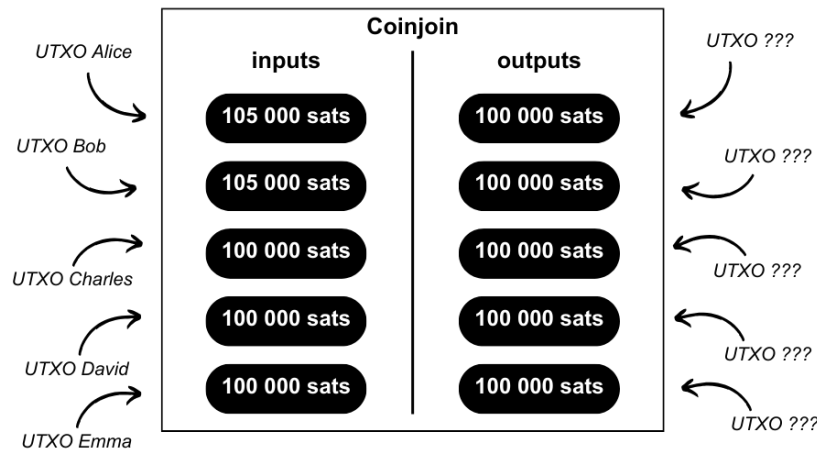 Coinjoin
inputs
outputs
UTXO Alice
105 000 sats
100 000 sats
UTXO ???
UTXO Bob
105 000 sats
100 000 sats
UTXO ???
UTXO Charles
100 000 sats
100 000 sats
UTXO ???
UTXO David
100 000 sats
100 000 sats
UTXO ???
UTXO Emma
100 000 sats
100 000 sats
UTXO ???